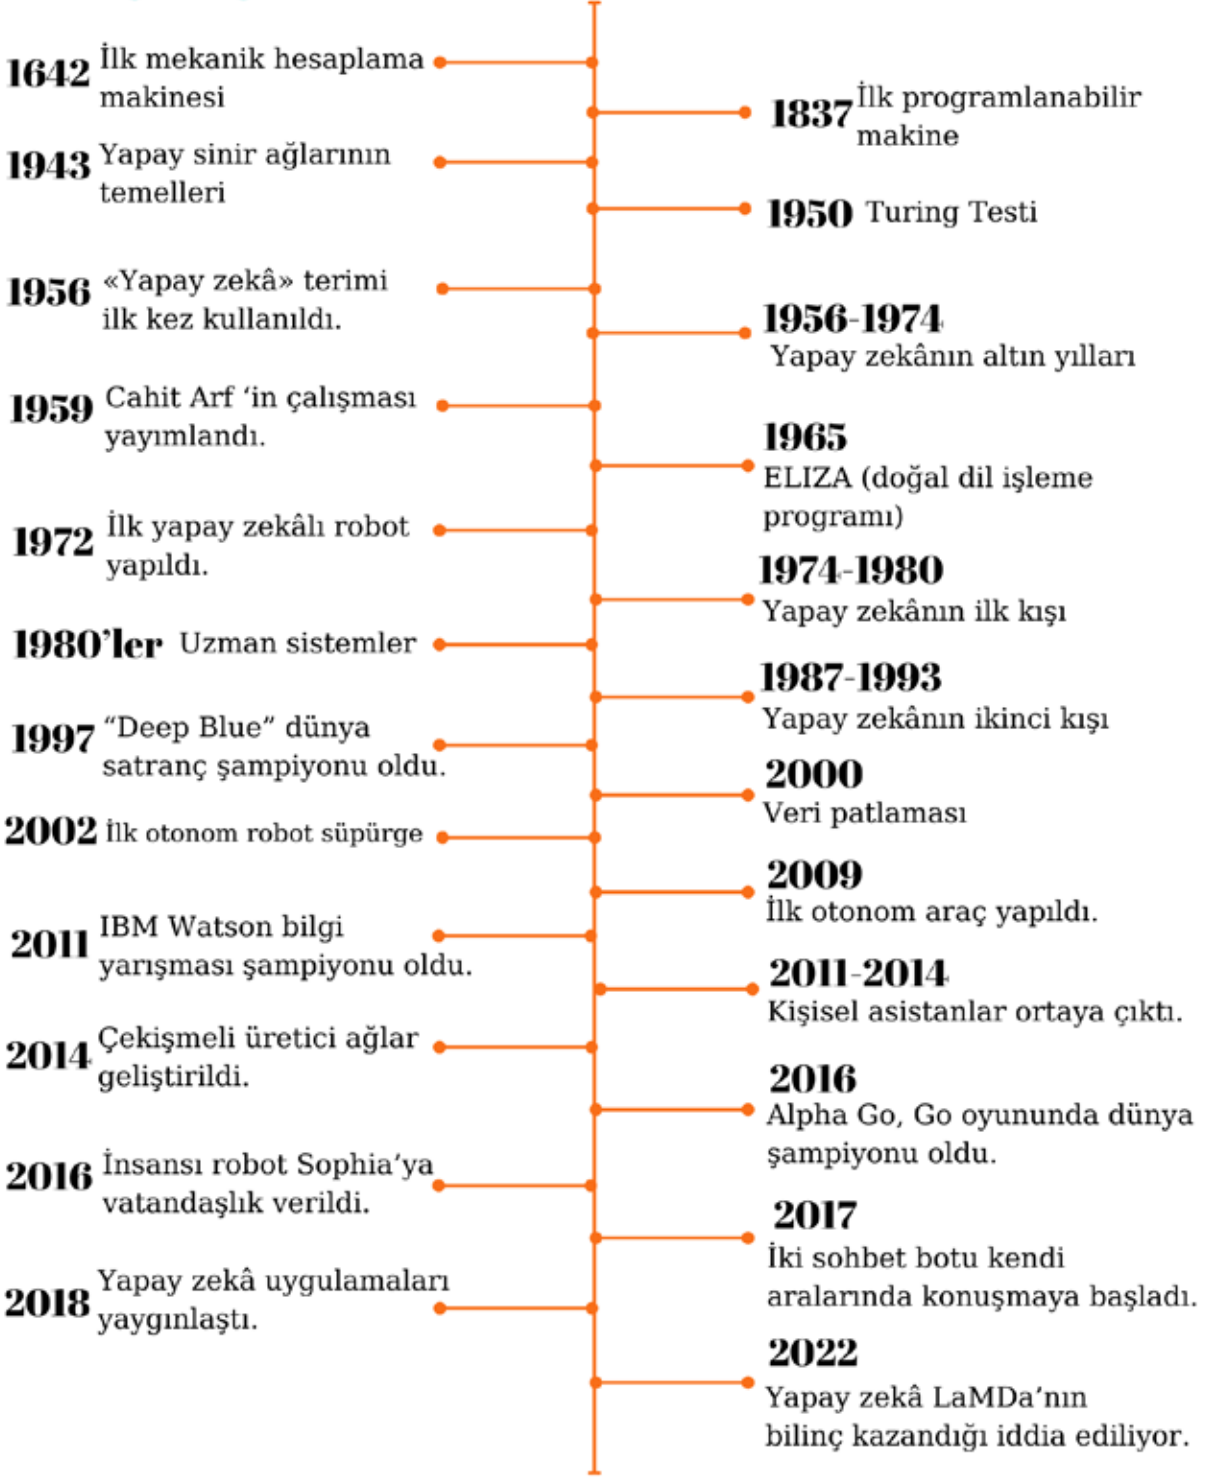 1642 İlk mekanik hesaplama
makinesi
1837 İlk programlanabilir
makine
1943 Yapay sinir ağlarının
temelleri
1950 Turing Testi
1956 «Yapay zekâ» terimi
ilk kez kullanıldı.
1956-1974
Yapay zekânın altın yılları
1959 Cahit Arf ‘in çalışması
yayımlandı.
1965
ELIZA (doğal dil işleme
programı)
1972 İlk yapay zekâlı robot
yapıldı.
1974-1980
Yapay zekânın ilk kışı
1980’ler Uzman sistemler
1987-1993
Yapay zekânın ikinci kışı
1997 “Deep Blue” dünya
satranç şampiyonu oldu.
2000
Veri patlaması
2002 İlk otonom robot süpürge
2009
İlk otonom araç yapıldı.
2011 IBM Watson bilgi
yarışması şampiyonu oldu.
2011-2014
Kişisel asistanlar ortaya çıktı.
2014 Çekişmeli üretici ağlar
geliştirildi.
2016
Alpha Go, Go oyununda dünya
şampiyonu oldu.
2016 İnsansı robot Sophia’ya
vatandaşlık verildi.
2017
İki sohbet botu kendi
aralarında konuşmaya başladı.
2018 Yapay zekâ uygulamaları
yaygınlaştı.
2022
Yapay zekâ LaMDa’nın
bilinç kazandığı iddia ediliyor.